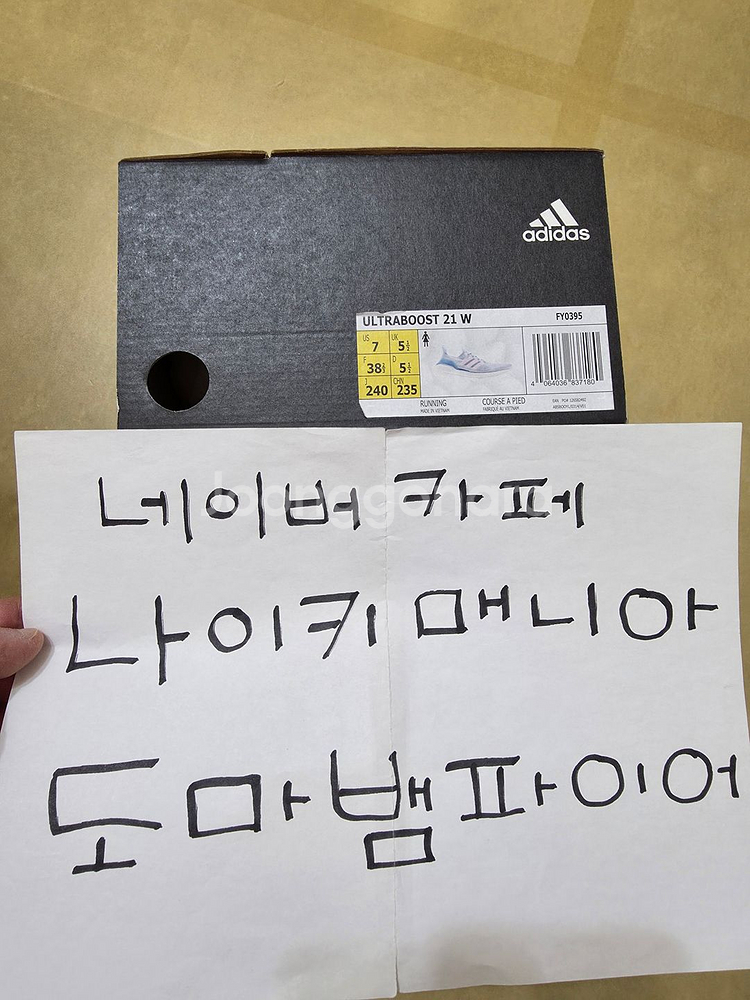 adidas
ULTRABOOST 21 W FY0395
US 7 UK 5½
F 38⅔ D 5½
J 240 CHN 235
4 064036 837180
RUNNING COURSE A PIED
MADE IN VIETNAM FABRIQUÉ AU VIETNAM
Joonggonara
네이버 카페
나이키 매니아
도마뱀파이어